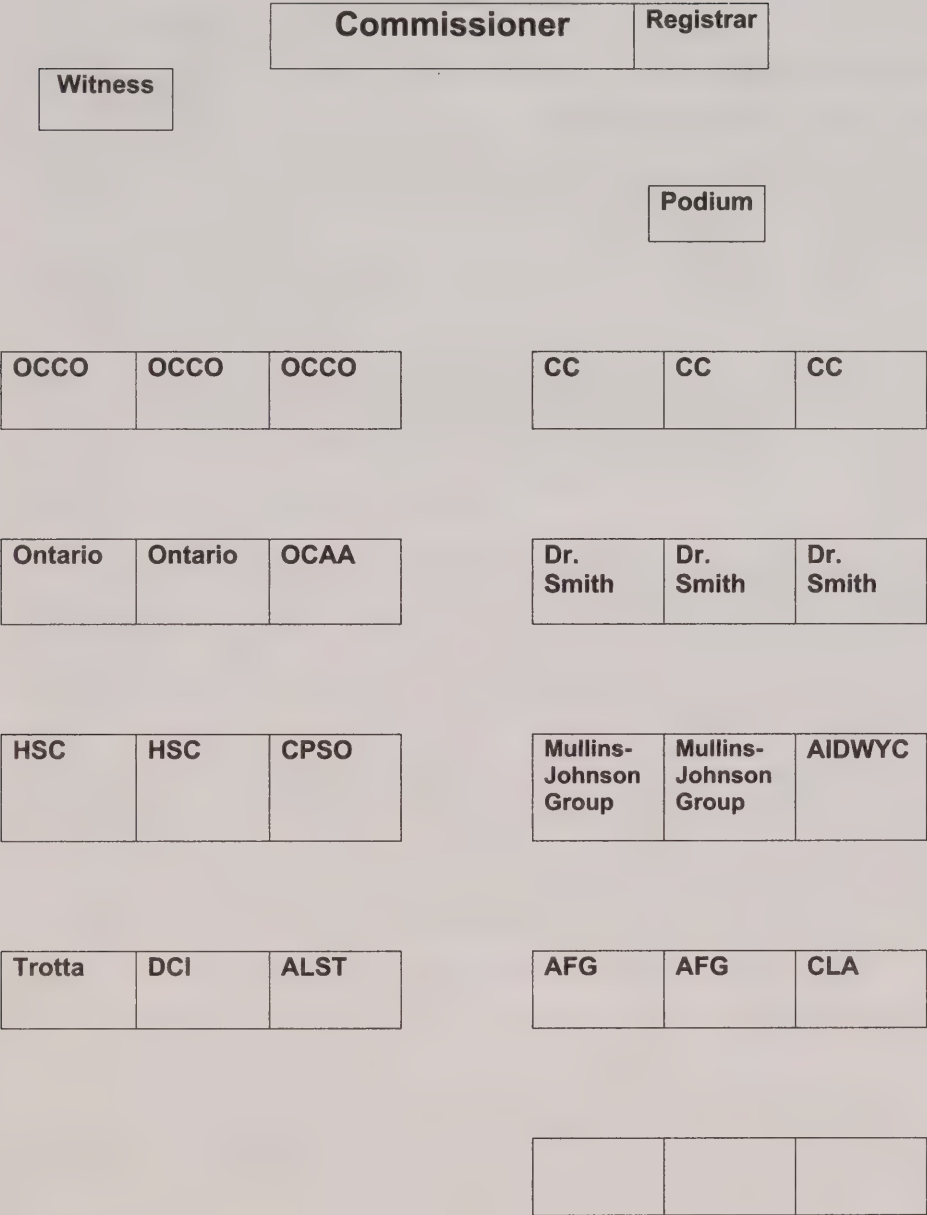 Commissioner Registrar
Witness
Podium
OCCO OCCO OCCO CC CC CC
Ontario Ontario OCAA Dr. Dr. Dr.
Smith Smith Smith
HSC HSC CPSO Mullins- Mullins- AIDWYC
Johnson Johnson
Group Group
Trotta DCI ALST AFG AFG CLA